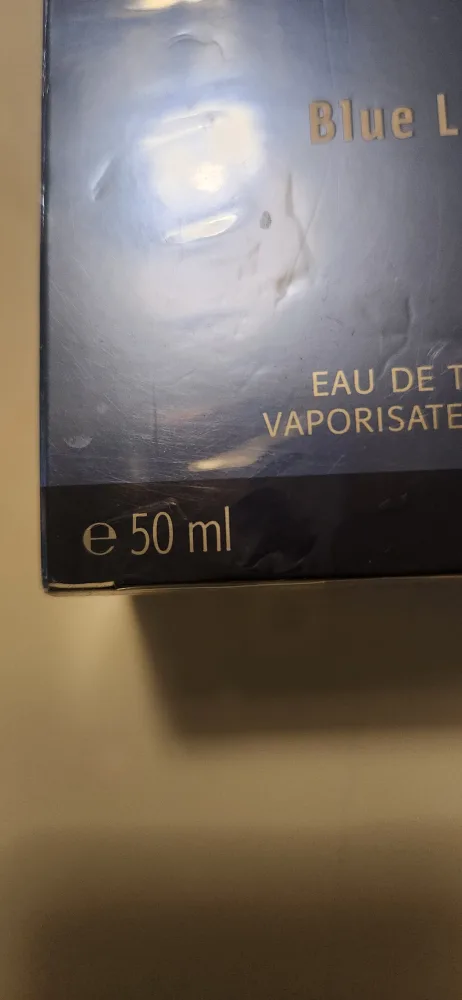 Blue L
EAU DE T
VAPORISATE
℮ 50 ml